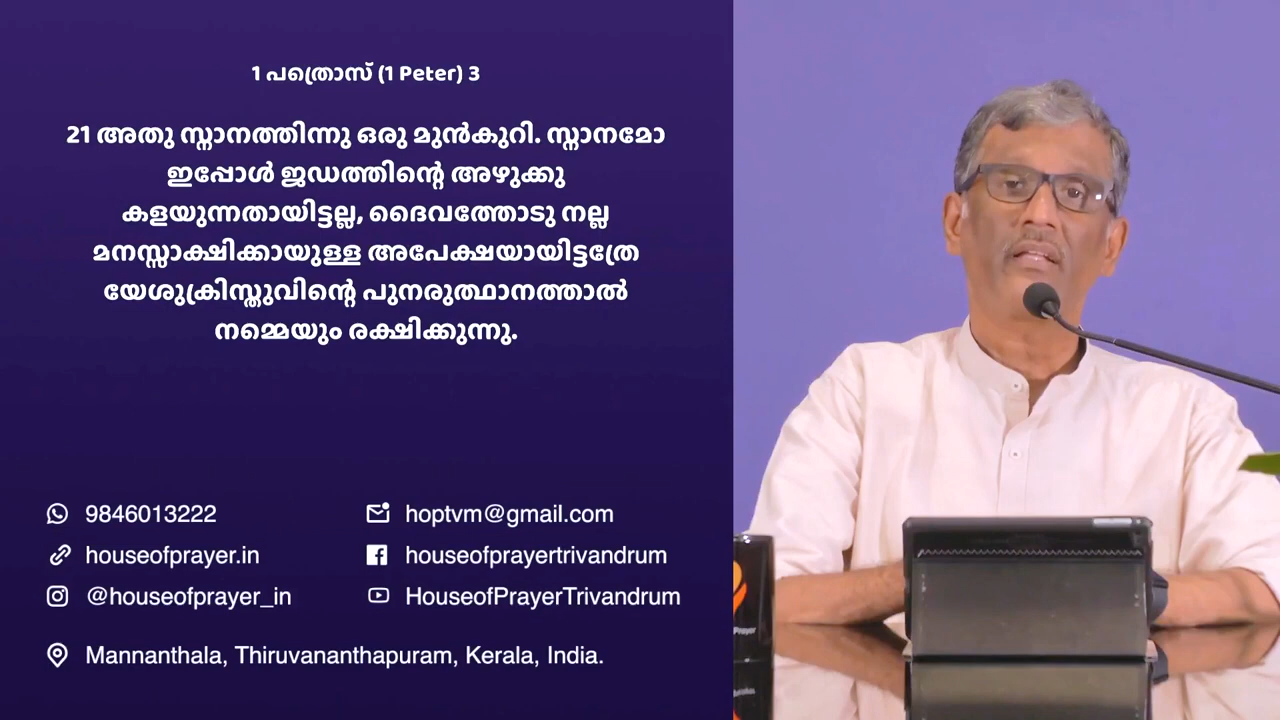 1 പത്രൊസ് (1 Peter) 3
21 അതു സ്നാനത്തിന്നു ഒരു മുൻകുറി. സ്നാനമോ
ഇപ്പോൾ ജഡത്തിന്റെ അഴുക്കു
കളയുന്നതായിട്ടല്ല, ദൈവത്തോടു നല്ല
മനസ്സാക്ഷിക്കായുള്ള അപേക്ഷയായിട്ടത്രേ
യേശുക്രിസ്തുവിന്റെ പുനരുത്ഥാനത്താൽ
നമ്മെയും രക്ഷിക്കുന്നു.
9846013222
hoptvm@gmail.com
houseofprayer.in
houseofprayertrivandrum
@houseofprayer_in
HouseofPrayerTrivandrum
Mannanthala, Thiruvananthapuram, Kerala, India.
Prayer